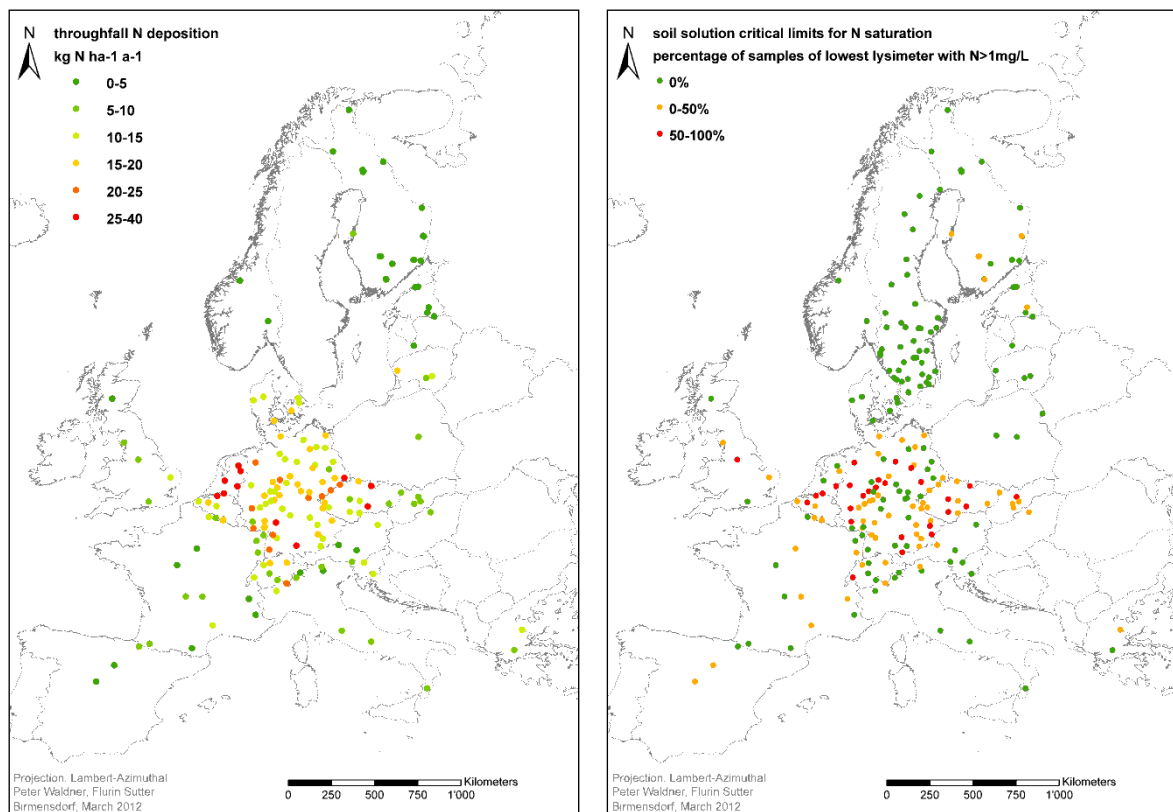 N
throughfall N deposition
kg N ha-1 a-1
0-5
5-10
10-15
15-20
20-25
25-40
Projection. Lambert-Azimuthal
Peter Waldner, Flurin Sutter
Birmensdorf, March 2012
Kilometers
0 250 500 750 1'000
N
soil solution critical limits for N saturation
percentage of samples of lowest lysimeter with N>1mg/L
0%
0-50%
50-100%
Projection. Lambert-Azimuthal
Peter Waldner, Flurin Sutter
Birmensdorf, March 2012
Kilometers
0 250 500 750 1'000